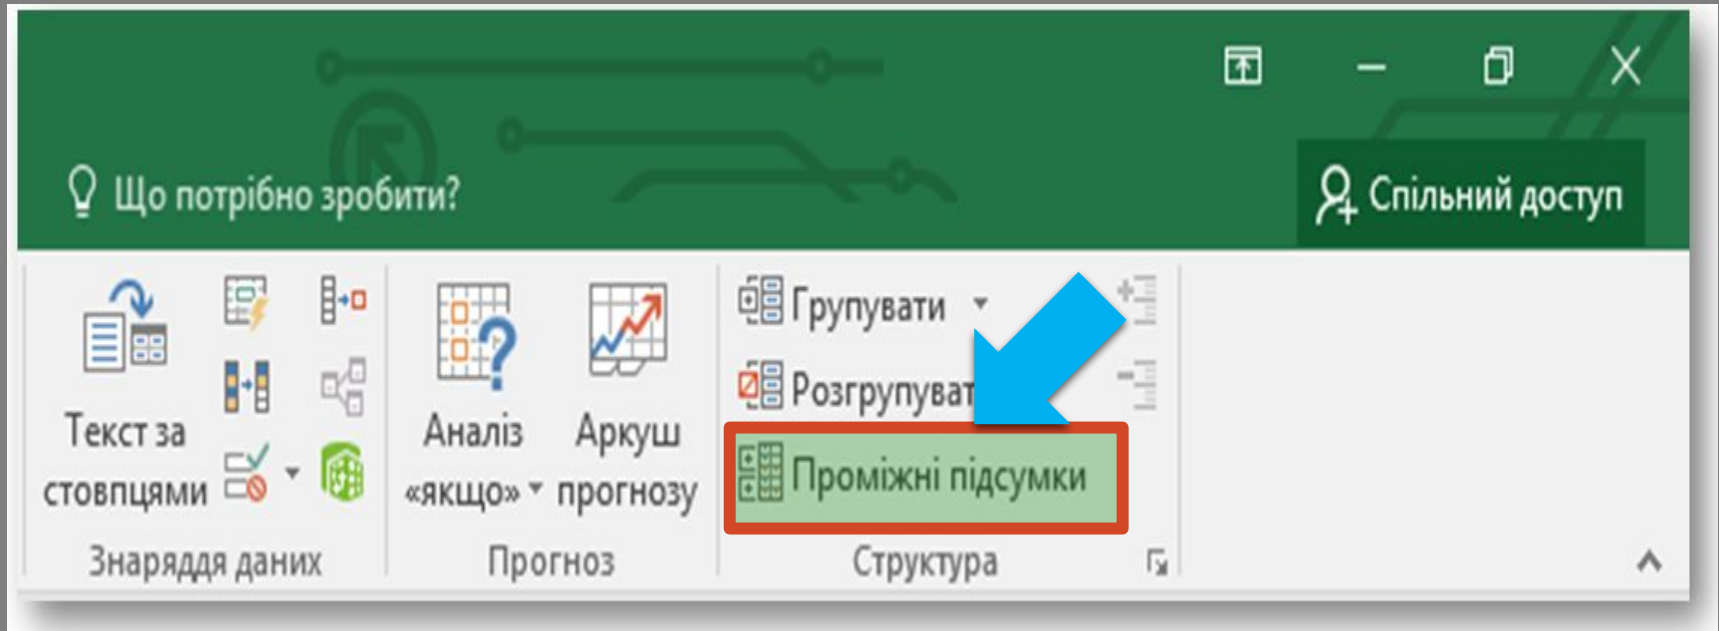 Що потрібно зробити?
Спільний доступ
Текст за
стовпцями
Знаряддя даних
Аналіз
«якщо»
Аркуш
прогнозу
Прогноз
Групувати
Розгрупуват
Проміжні підсумки
Структура